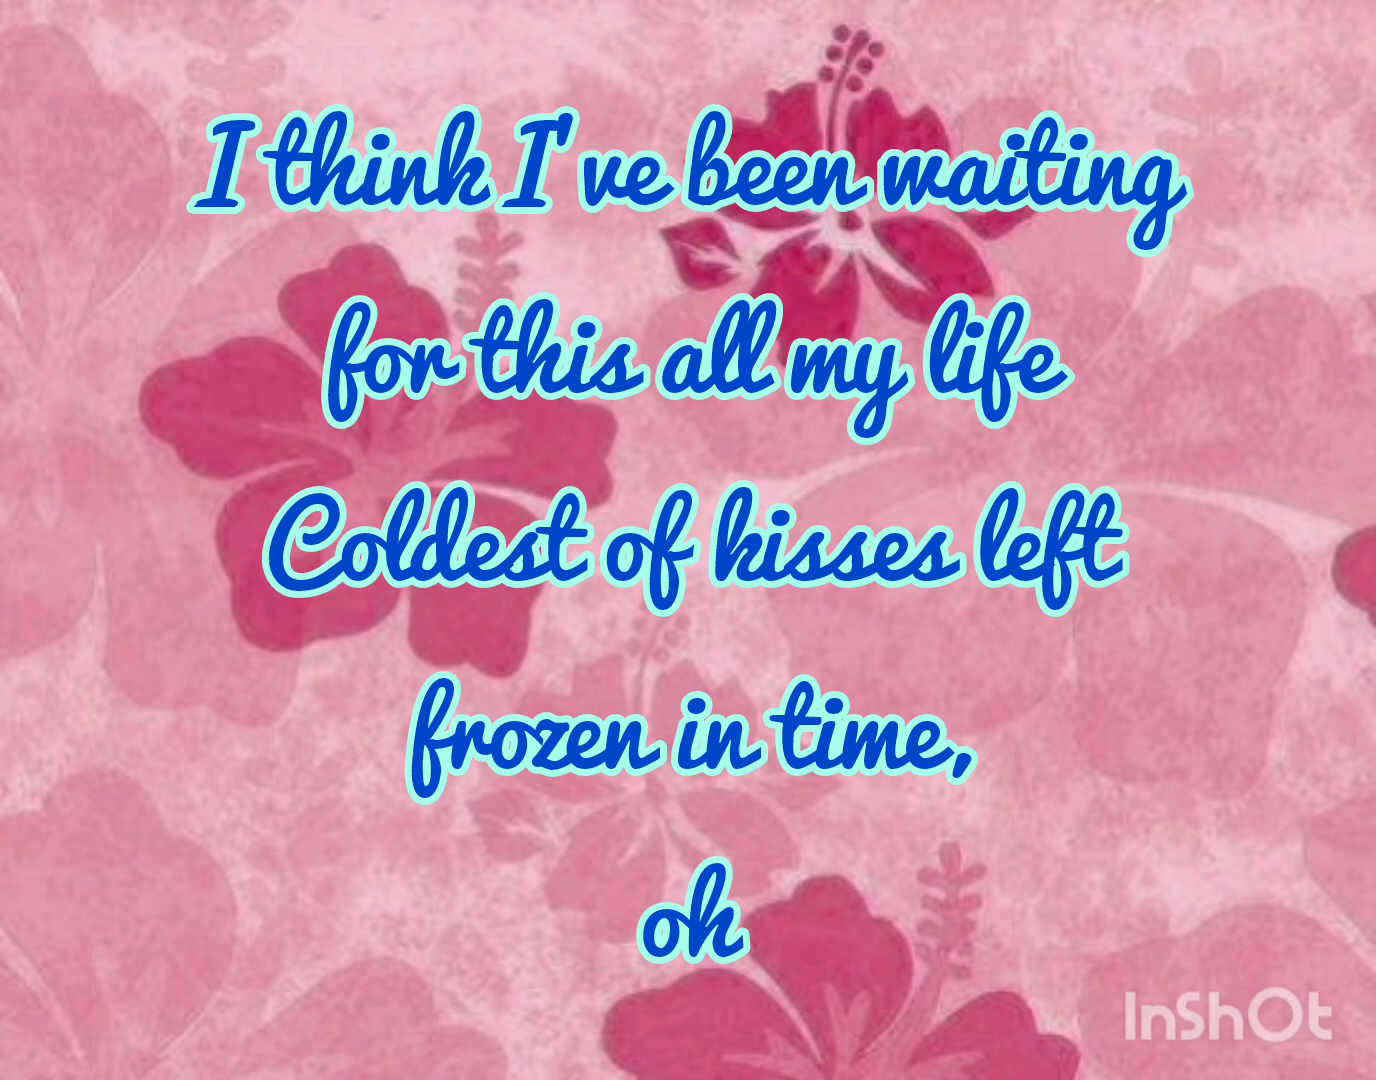 I think I've been waiting
for this all my life
Coldest of kisses left
frozen in time,
oh
InShOt